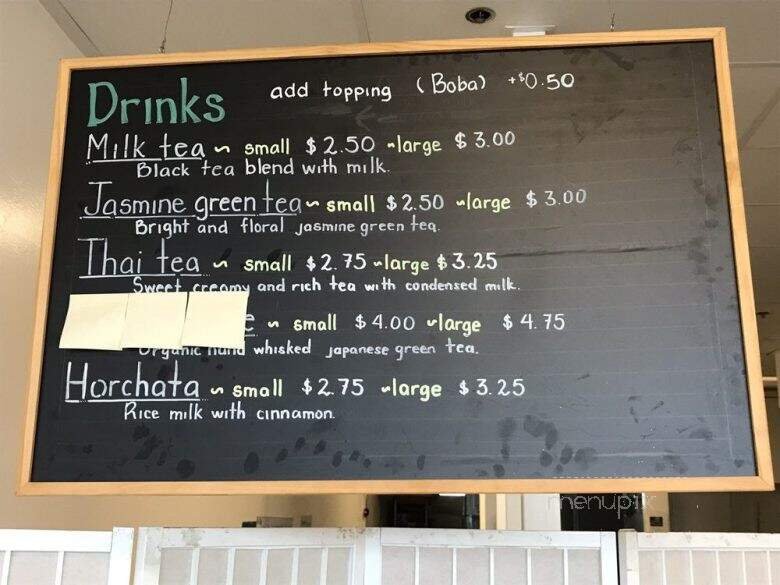 Drinks add topping (Boba) +$0.50
Milk tea ~ small $2.50 ~large $3.00
Black tea blend with milk.
Jasmine green tea ~ small $2.50 ~large $3.00
Bright and floral jasmine green tea.
Thai tea ~ small $2.75 ~large $3.25
Sweet creamy and rich tea with condensed milk.
e ~ small $4.00 ~large $4.75
Organic hand whisked japanese green tea.
Horchata ~ small $2.75 ~large $3.25
Rice milk with cinnamon.
menupix